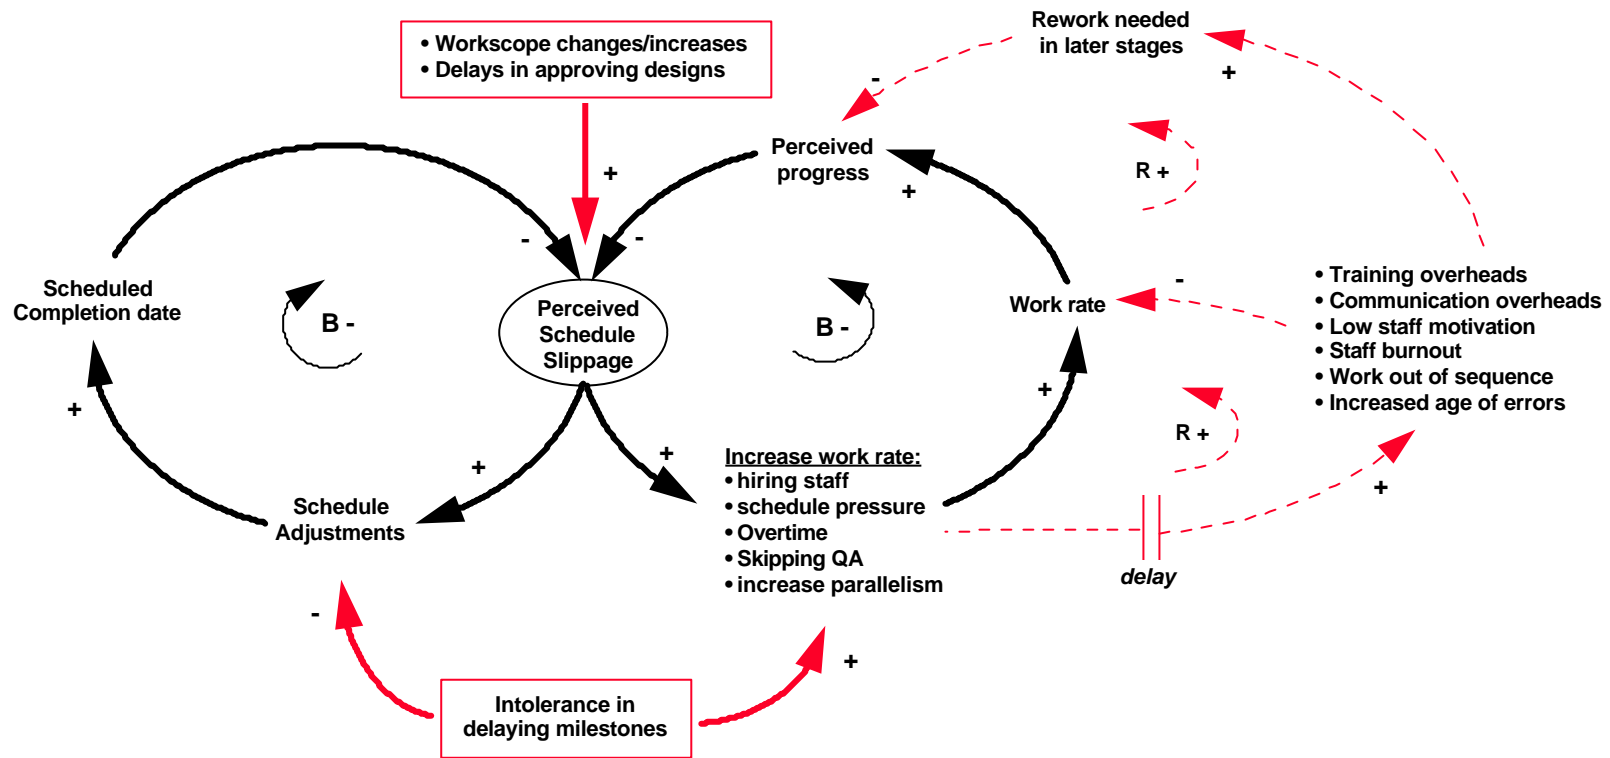 • Workscope changes/increases
• Delays in approving designs
Rework needed
in later stages
+
-
+
Perceived
progress
+
R +
-
-
Scheduled
Completion date
B -
Perceived
Schedule
Slippage
B -
Work rate
-
• Training overheads
• Communication overheads
• Low staff motivation
• Staff burnout
• Work out of sequence
• Increased age of errors
+
+
R +
+
+
+
Schedule
Adjustments
Increase work rate:
• hiring staff
• schedule pressure
• Overtime
• Skipping QA
• increase parallelism
delay
-
+
Intolerance in
delaying milestones